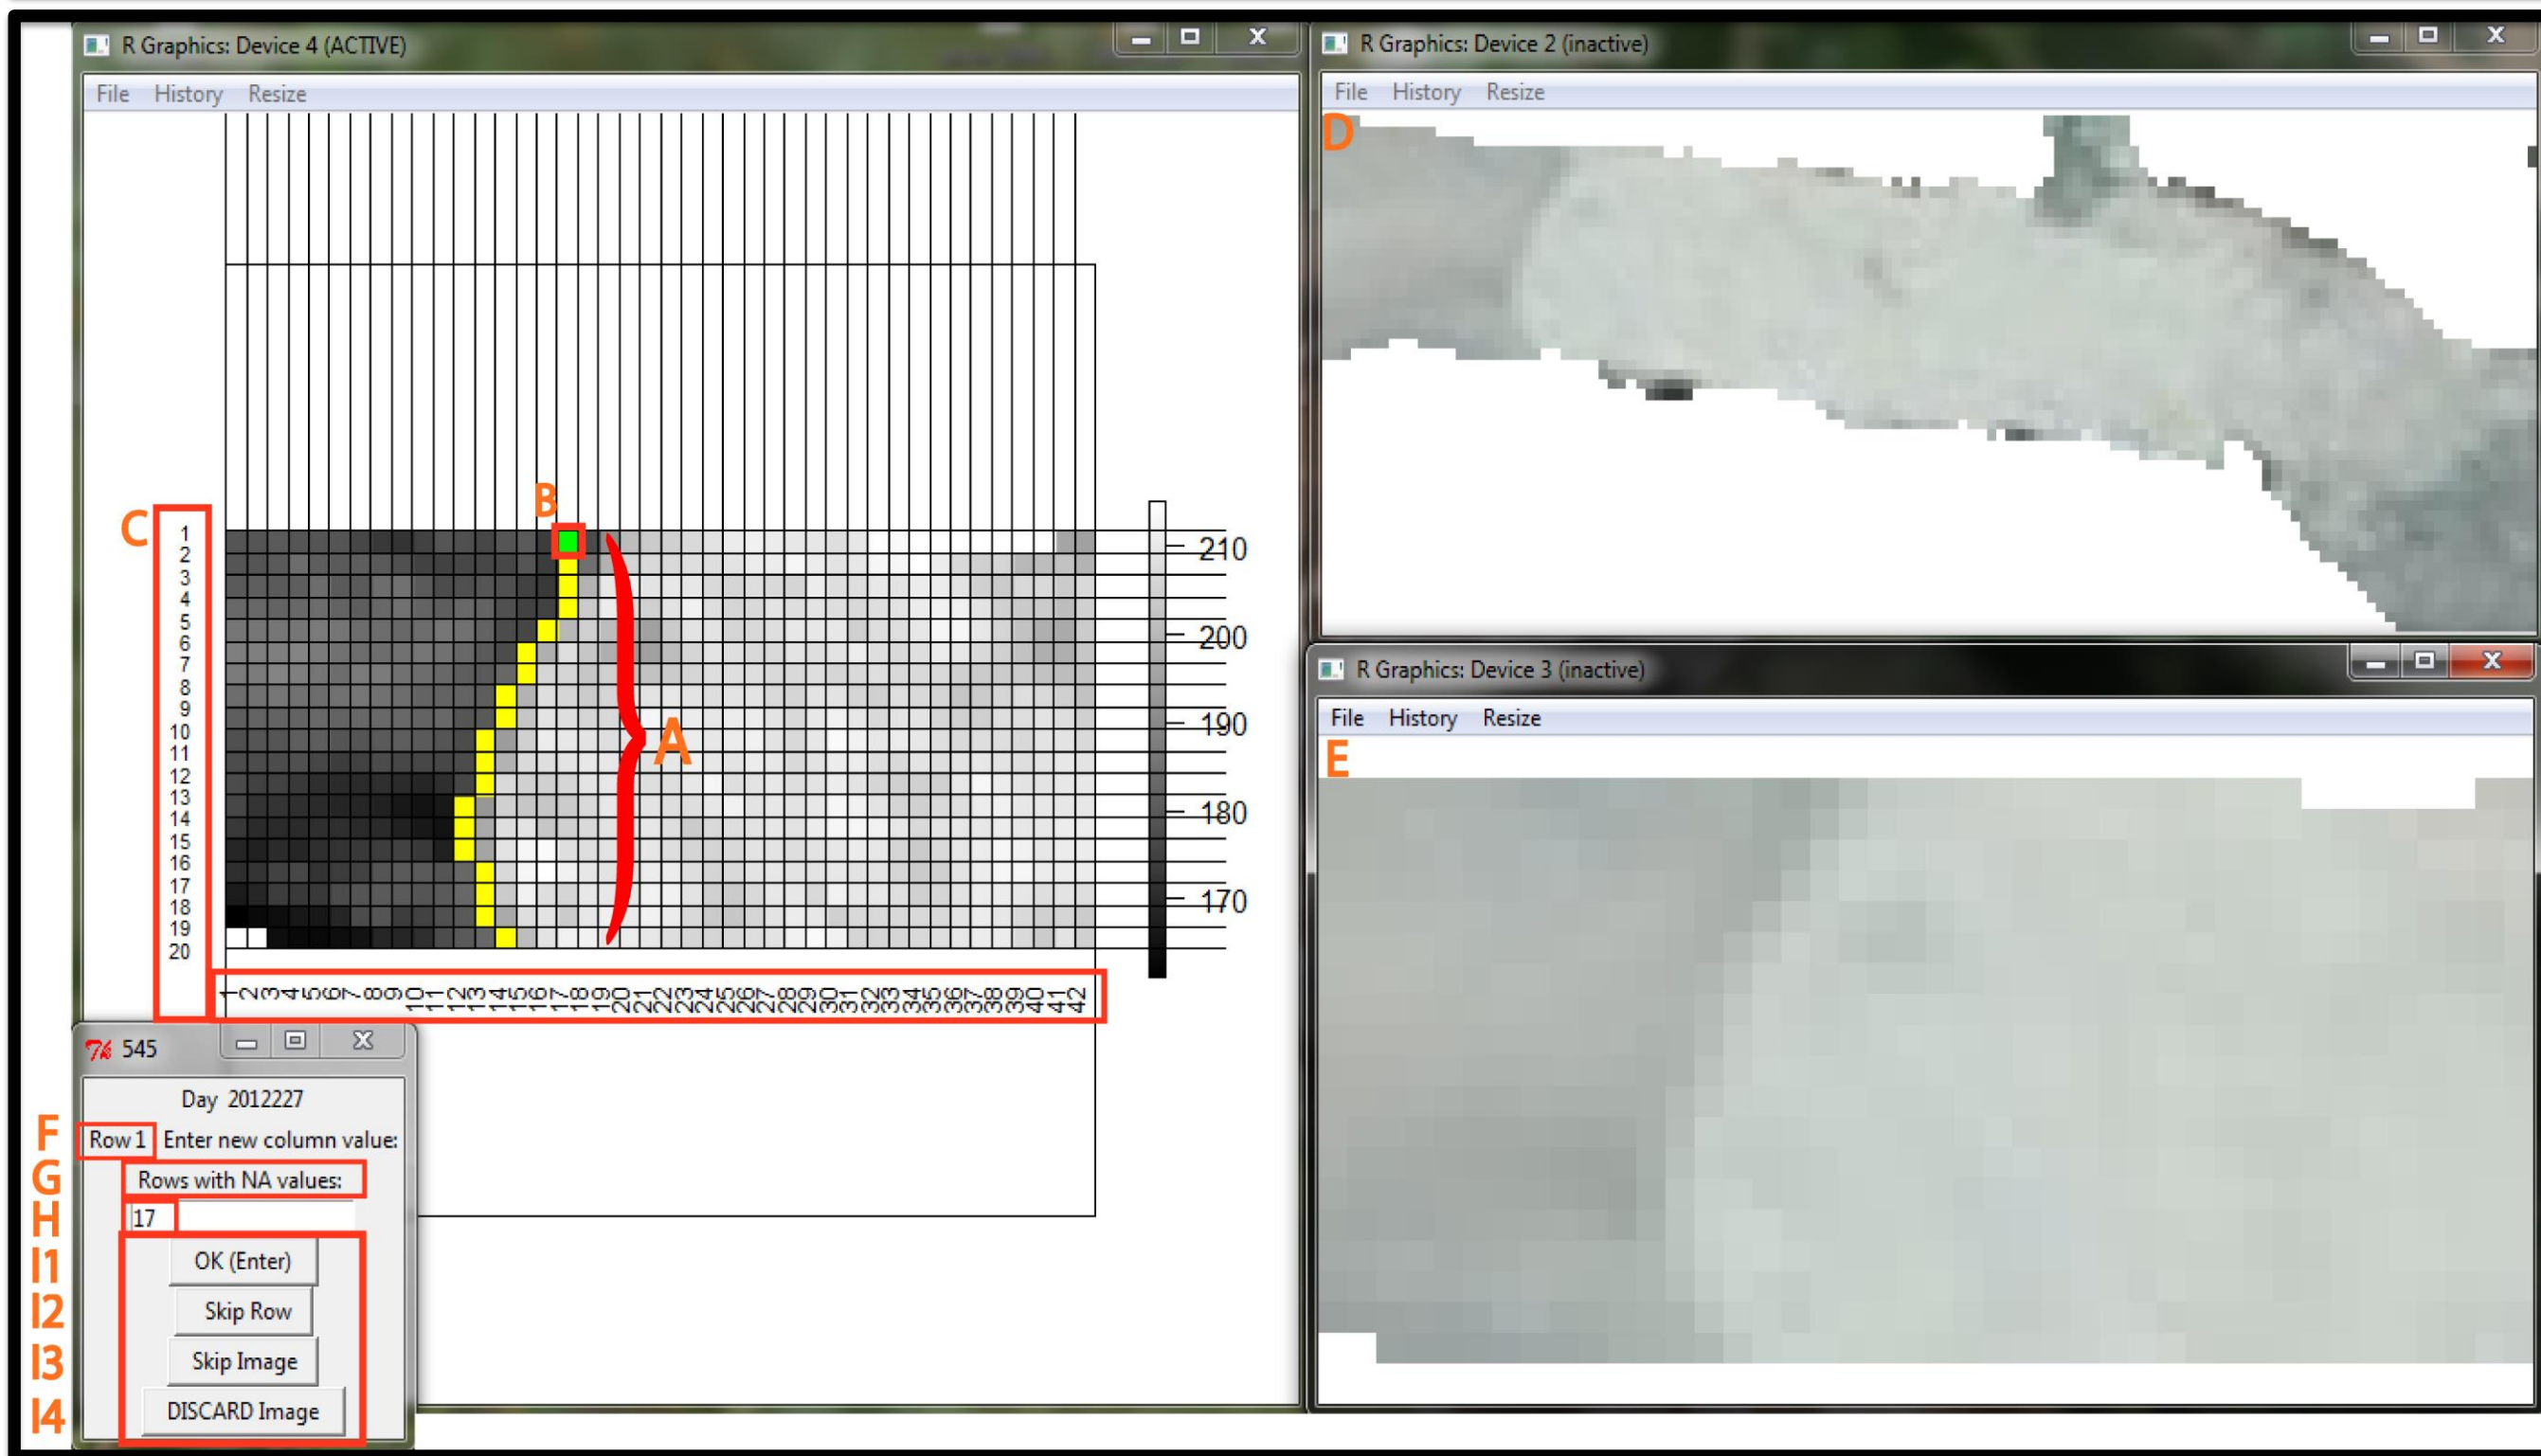 R Graphics: Device 4 (ACTIVE)
File History Resize
B
C
1
2
3
4
5
6
7
8
9
10
11
12
13
14
15
16
17
18
19
20
A
210
200
190
180
170
1 2 3 4 5 6 7 8 9 10 11 12 13 14 15 16 17 18 19 20 21 22 23 24 25 26 27 28 29 30 31 32 33 34 35 36 37 38 39 40 41 42
R Graphics: Device 2 (inactive)
File History Resize
D
R Graphics: Device 3 (inactive)
File History Resize
E
545
Day 2012227
F Row 1 Enter new column value:
G Rows with NA values:
H 17
I1 OK (Enter)
I2 Skip Row
I3 Skip Image
I4 DISCARD Image